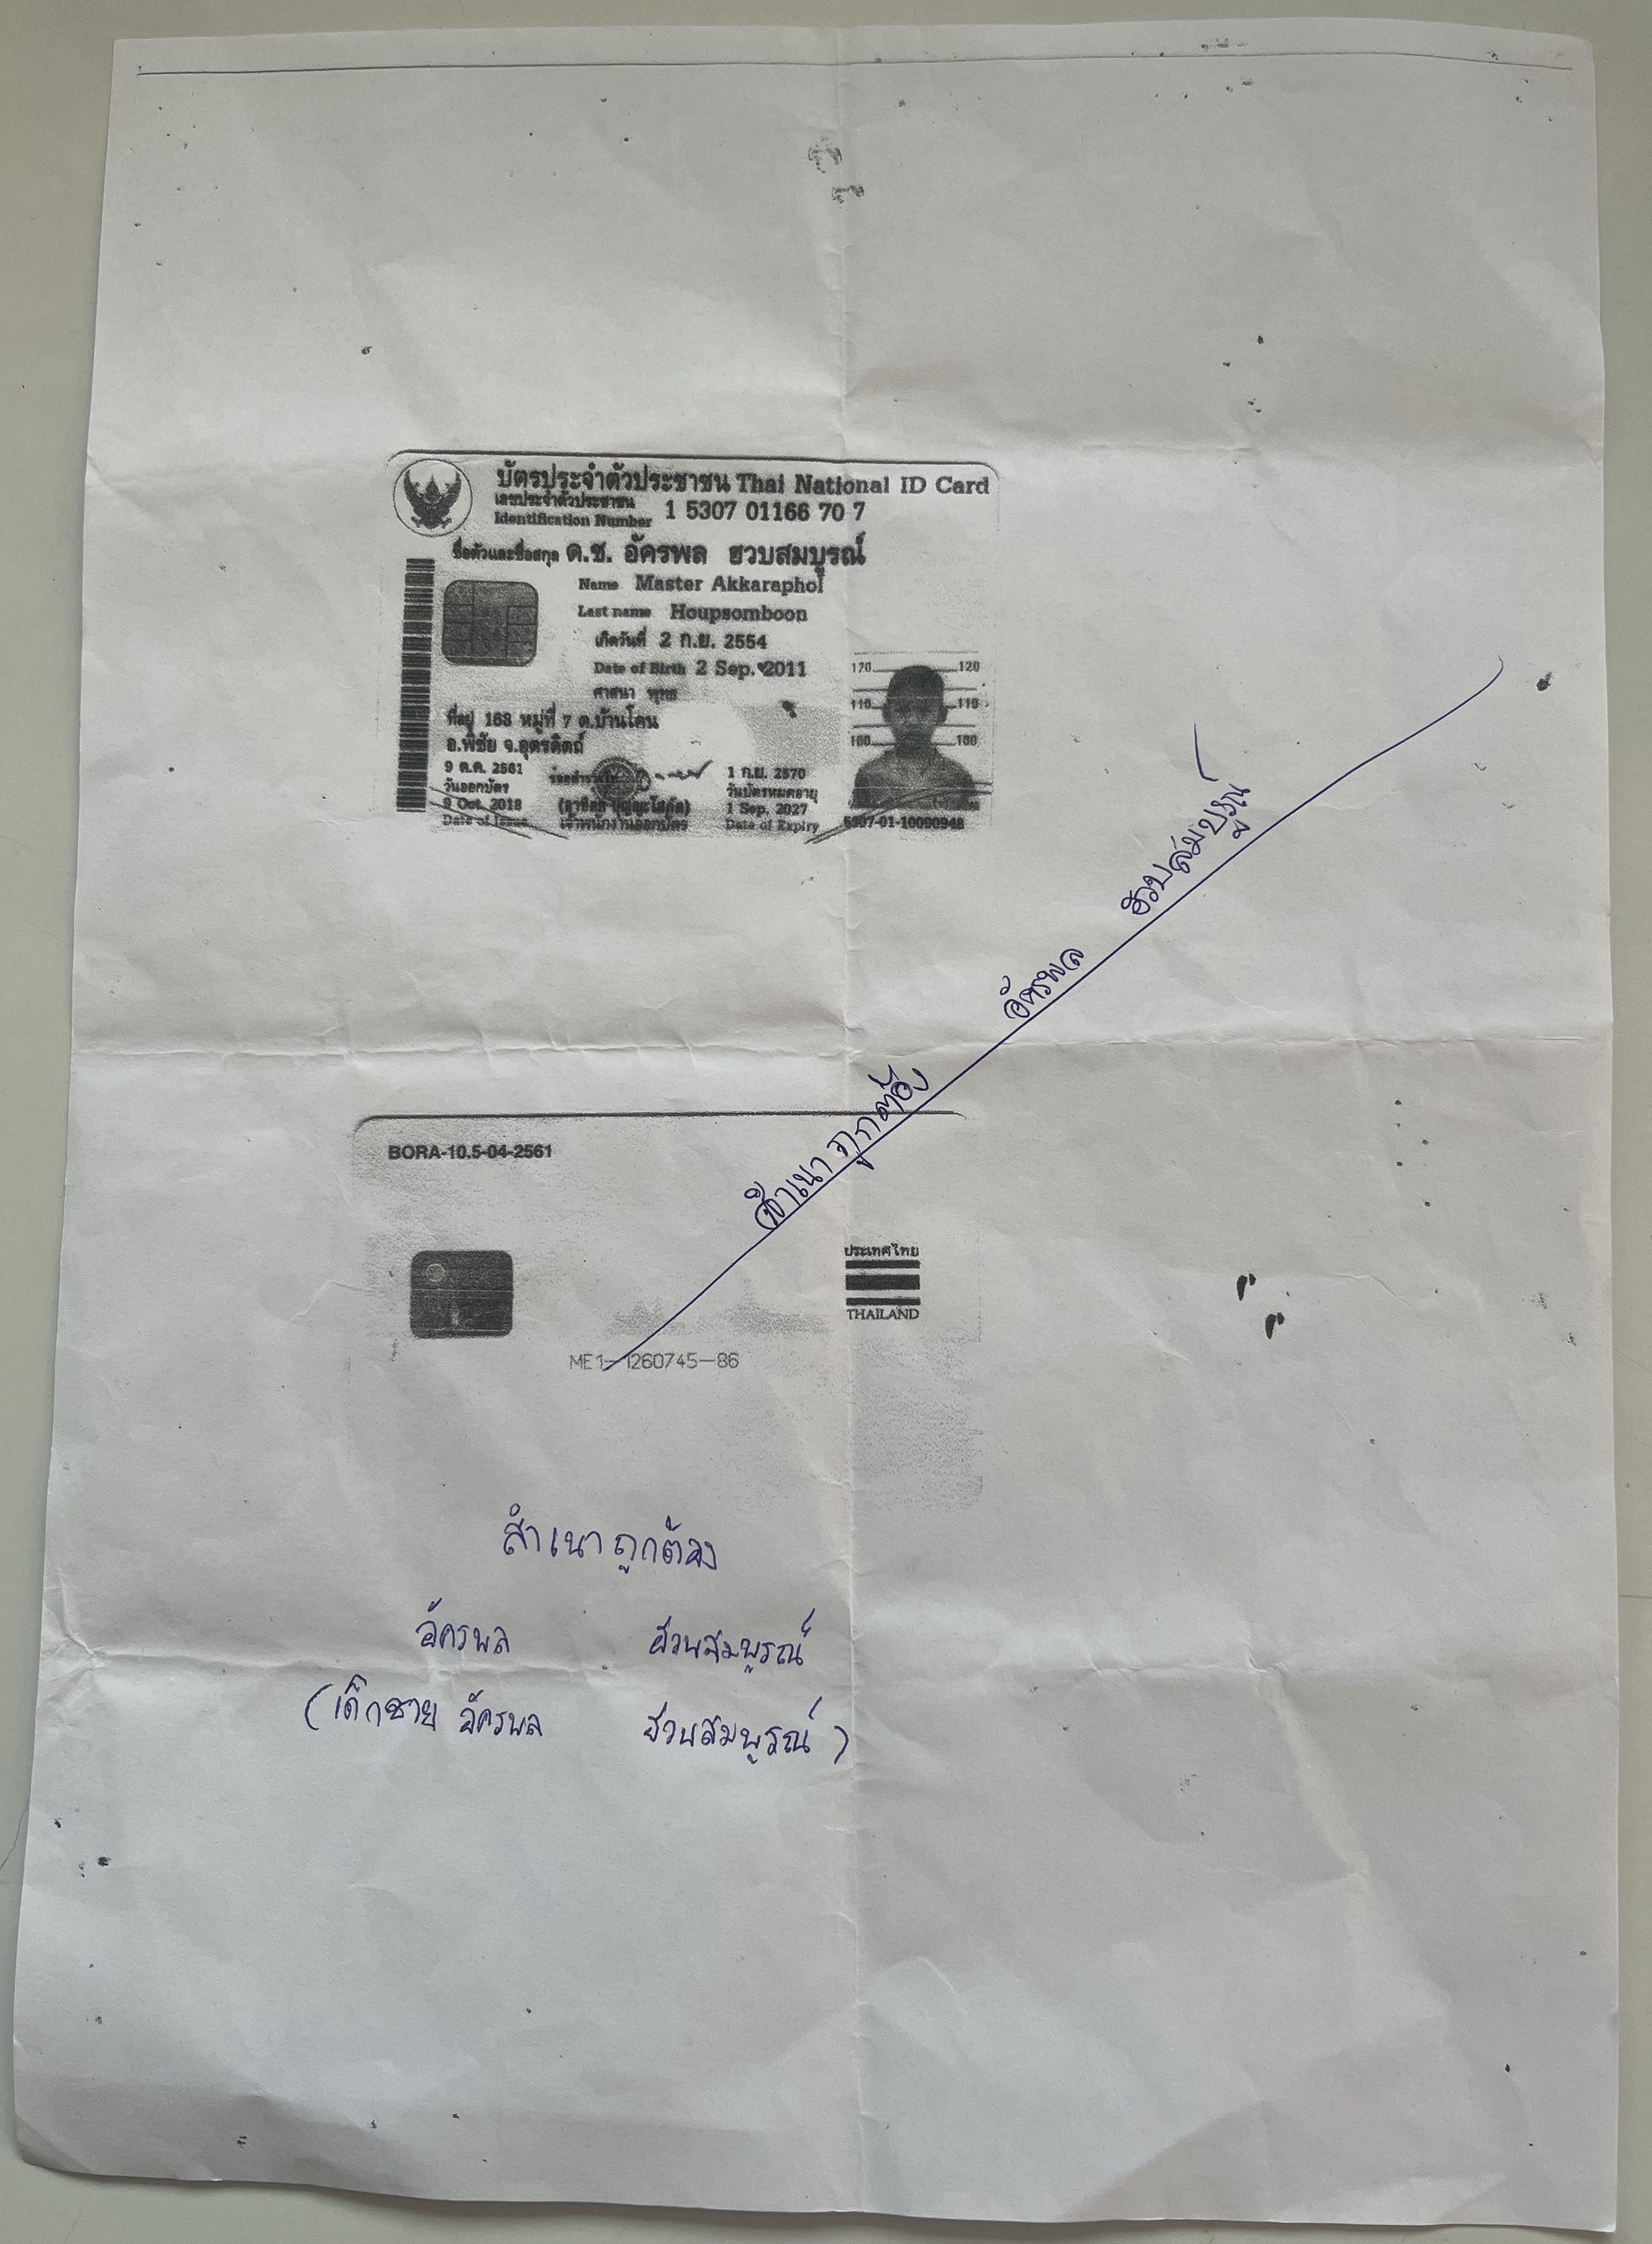 บัตรประจำตัวประชาชน Thai National ID Card
เลขประจำตัวประชาชน
Identification Number 1 5307 01166 70 7
ชื่อตัวและชื่อสกุล ด.ช. อัครพล ฮวบสมบูรณ์
Name Master Akkaraphol
Last name Houpsomboon
เกิดวันที่ 2 ก.ย. 2554
Date of Birth 2 Sep. 2011
ศาสนา พุทธ
ที่อยู่ 168 หมู่ที่ 7 ต.บ้านโคน
อ.พิชัย จ.อุตรดิตถ์
9 ต.ค. 2561
วันออกบัตร
9 Oct. 2018
Date of Issue
เจ้าพนักงานออกบัตร
1 ก.ย. 2570
วันบัตรหมดอายุ
1 Sep. 2027
Date of Expiry
120 120
110 110
100 100
5307-01-10090948
สำเนาถูกต้อง อัครพล ฮวบสมบูรณ์
BORA-10.5-04-2561
ประเทศไทย
THAILAND
ME1-1260745-86
สำเนาถูกต้อง
อัครพล ฮวบสมบูรณ์
(เด็กชาย อัครพล ฮวบสมบูรณ์)